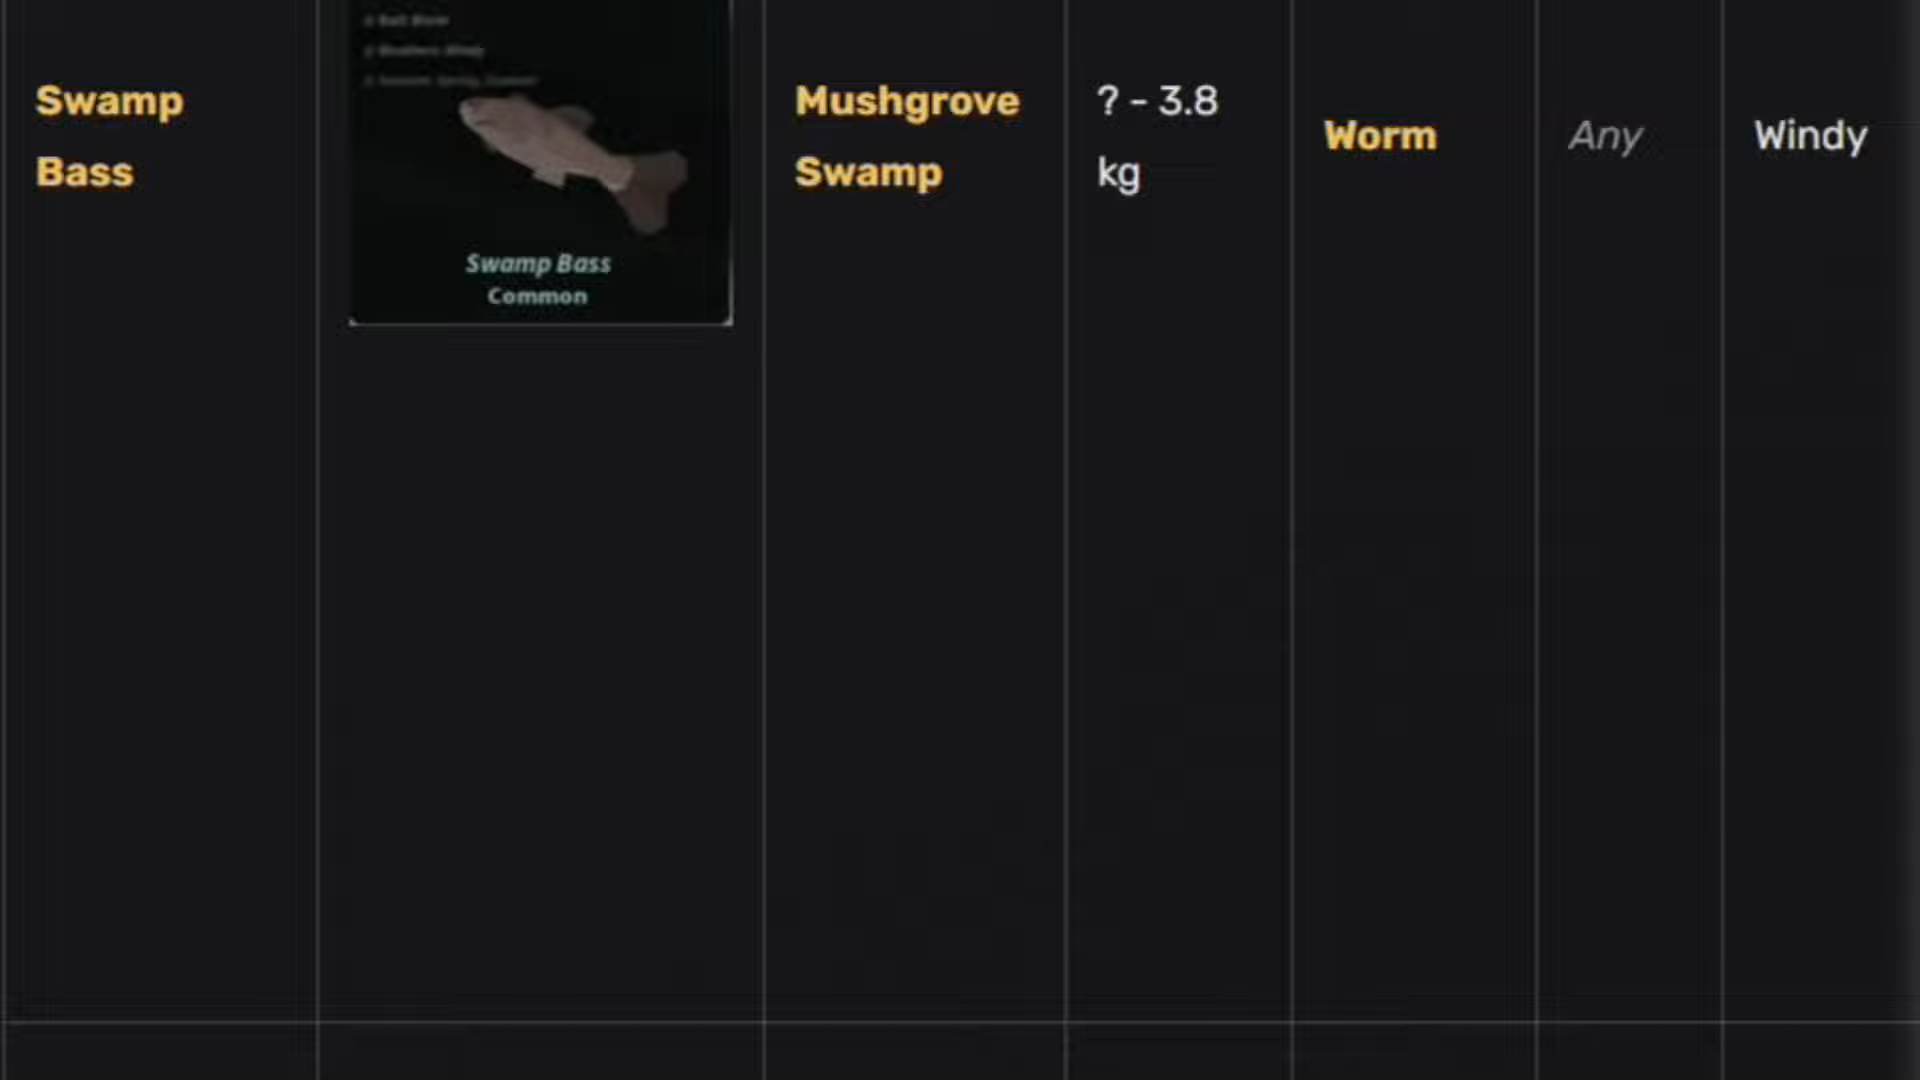 Swamp
Bass
Swamp Bass
Common
Mushgrove
Swamp
? - 3.8
kg
Worm
Any
Windy